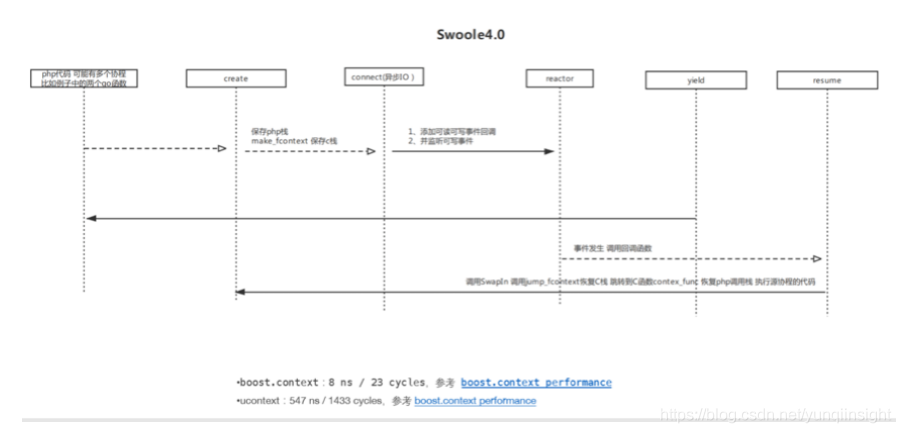 Swoole4.0
php代码 可能有多个协程
比如例子中的两个go函数
create
connect(异步IO )
reactor
yield
resume
保存php栈
make_fcontext 保存c栈
1、添加可读可写事件回调
2、并监听可写事件
事件发生 调用回调函数
调用SwapIn 调用jump_fcontext恢复C栈 跳转到C函数contex_func 恢复php调用栈 执行源协程的代码
•boost.context：8 ns / 23 cycles，参考 boost.context performance
•ucontext：547 ns / 1433 cycles，参考 boost.context performance
https://blog.csdn.net/yunqiinsight